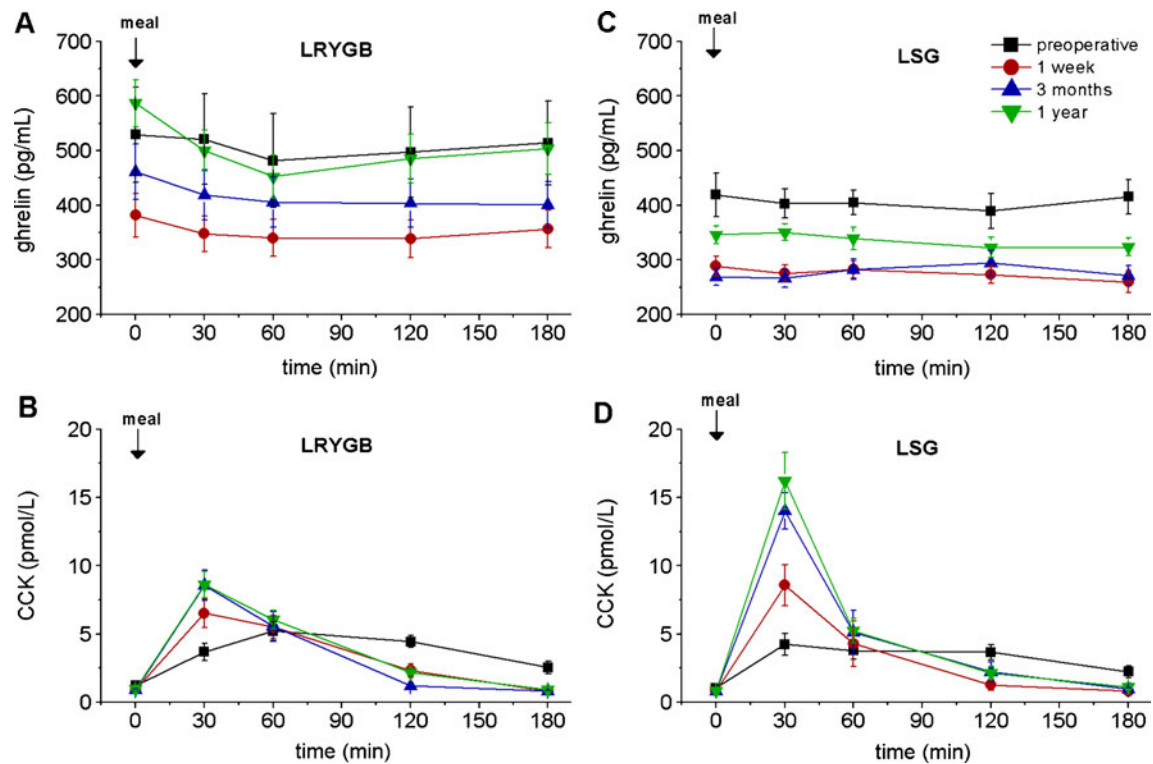 A
meal
LRYGB
ghrelin (pg/mL)
700
600
500
400
300
200
0 30 60 90 120 150 180
time (min)
C
meal
LSG
preoperative
1 week
3 months
1 year
ghrelin (pg/mL)
700
600
500
400
300
200
0 30 60 90 120 150 180
time (min)
B
meal
LRYGB
CCK (pmol/L)
20
15
10
5
0
0 30 60 90 120 150 180
time (min)
D
meal
LSG
CCK (pmol/L)
20
15
10
5
0
0 30 60 90 120 150 180
time (min)